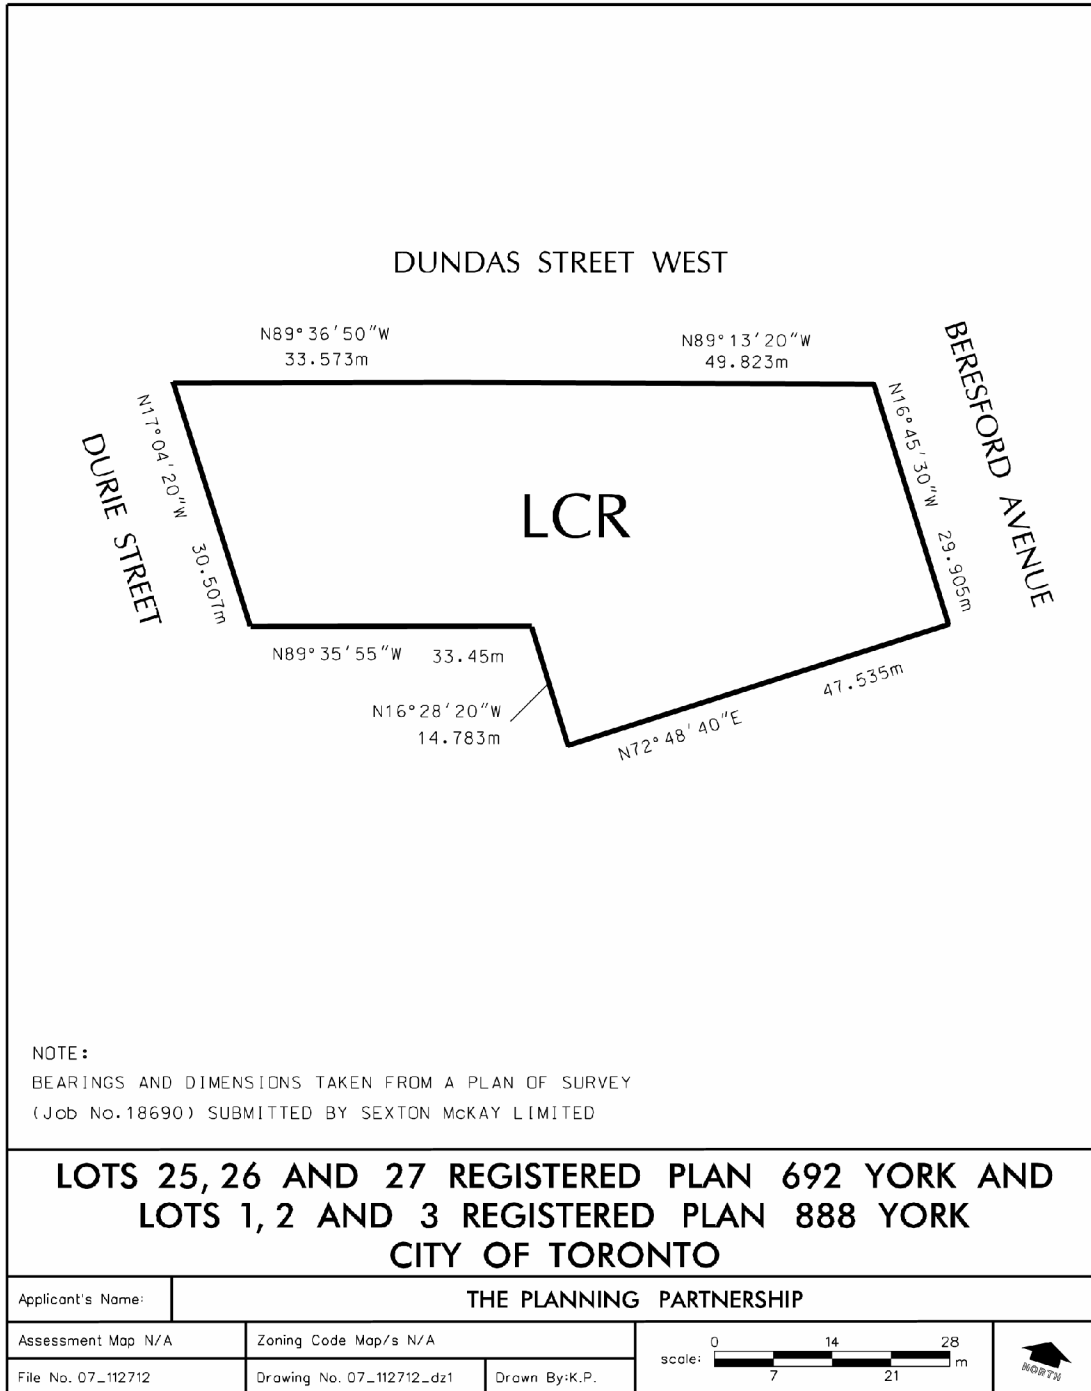 DUNDAS STREET WEST
N89°36'50"W
33.573m
N89°13'20"W
49.823m
BERESFORD AVENUE
N16°45'30"W 29.905m
N17°04'20"W 30.507m
DURIE STREET
LCR
N89°35'55"W 33.45m
N16°28'20"W
14.783m
N72°48'40"E 47.535m
NOTE:
BEARINGS AND DIMENSIONS TAKEN FROM A PLAN OF SURVEY
(Job No.18690) SUBMITTED BY SEXTON McKAY LIMITED
LOTS 25, 26 AND 27 REGISTERED PLAN 692 YORK AND
LOTS 1, 2 AND 3 REGISTERED PLAN 888 YORK
CITY OF TORONTO
Applicant's Name: THE PLANNING PARTNERSHIP
Assessment Map N/A
Zoning Code Map/s N/A
File No. 07_112712
Drawing No. 07_112712_dz1
Drawn By:K.P.
0 14 28
scale: m
7 21
NORTH